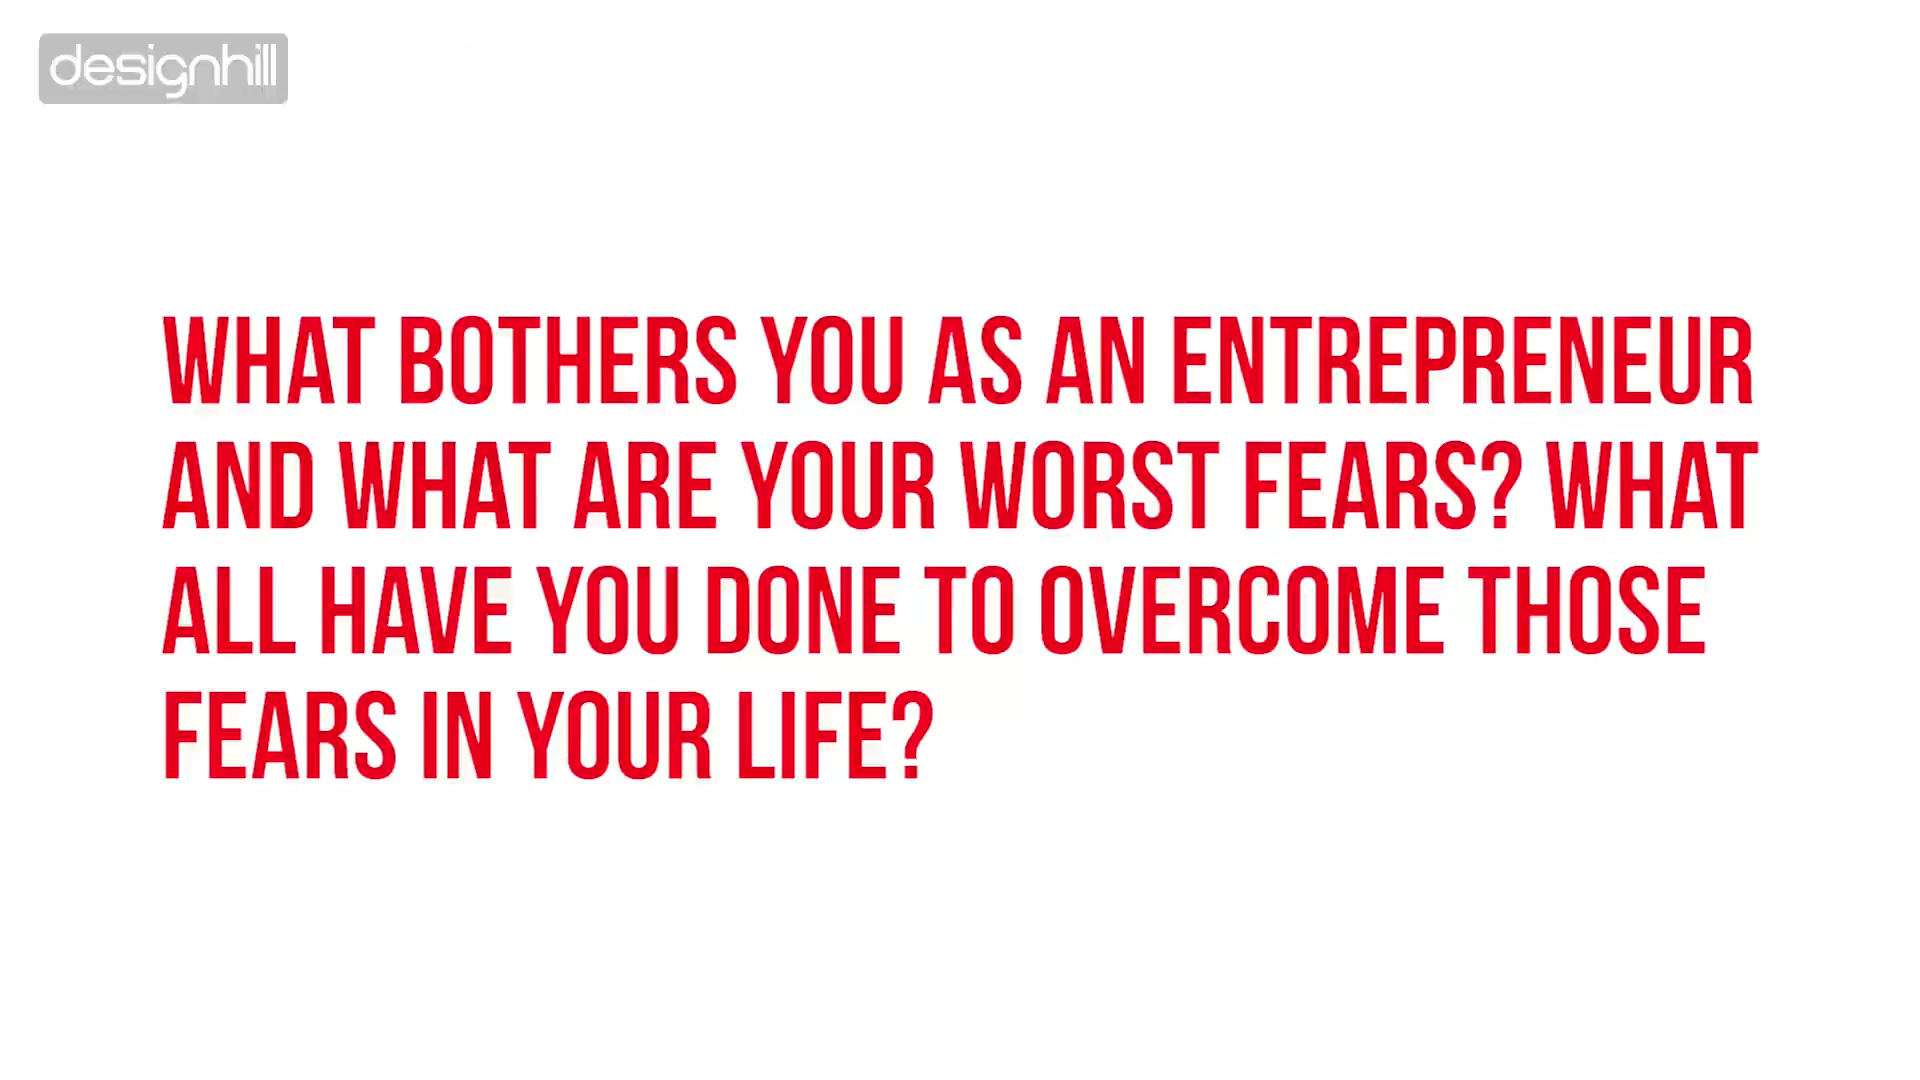 designhill
WHAT BOTHERS YOU AS AN ENTREPRENEUR
AND WHAT ARE YOUR WORST FEARS? WHAT
ALL HAVE YOU DONE TO OVERCOME THOSE
FEARS IN YOUR LIFE?